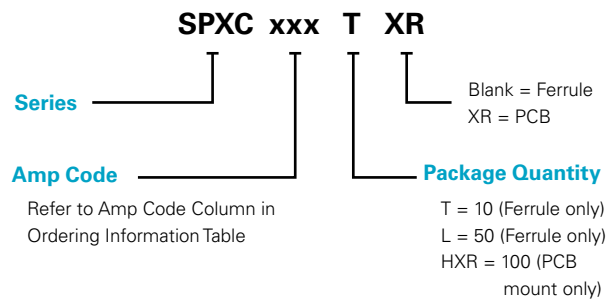 SPXC xxx T XR
Series
Blank = Ferrule
XR = PCB
Amp Code
Refer to Amp Code Column in
Ordering Information Table
Package Quantity
T = 10 (Ferrule only)
L = 50 (Ferrule only)
HXR = 100 (PCB
mount only)